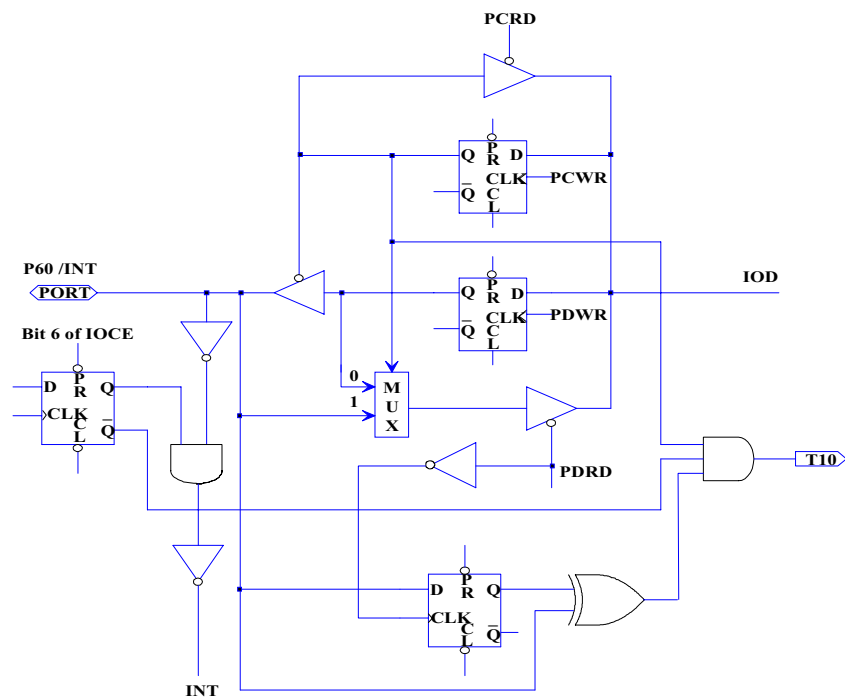 PCRD
Q P R D
CLK
Q C L
PCWR
P60 /INT
PORT
IOD
Q P R D
CLK
Q C L
PDWR
Bit 6 of IOCE
D P R Q
CLK
C L Q
0
1
M U X
PDRD
T10
D P R Q
CLK
C L Q
INT